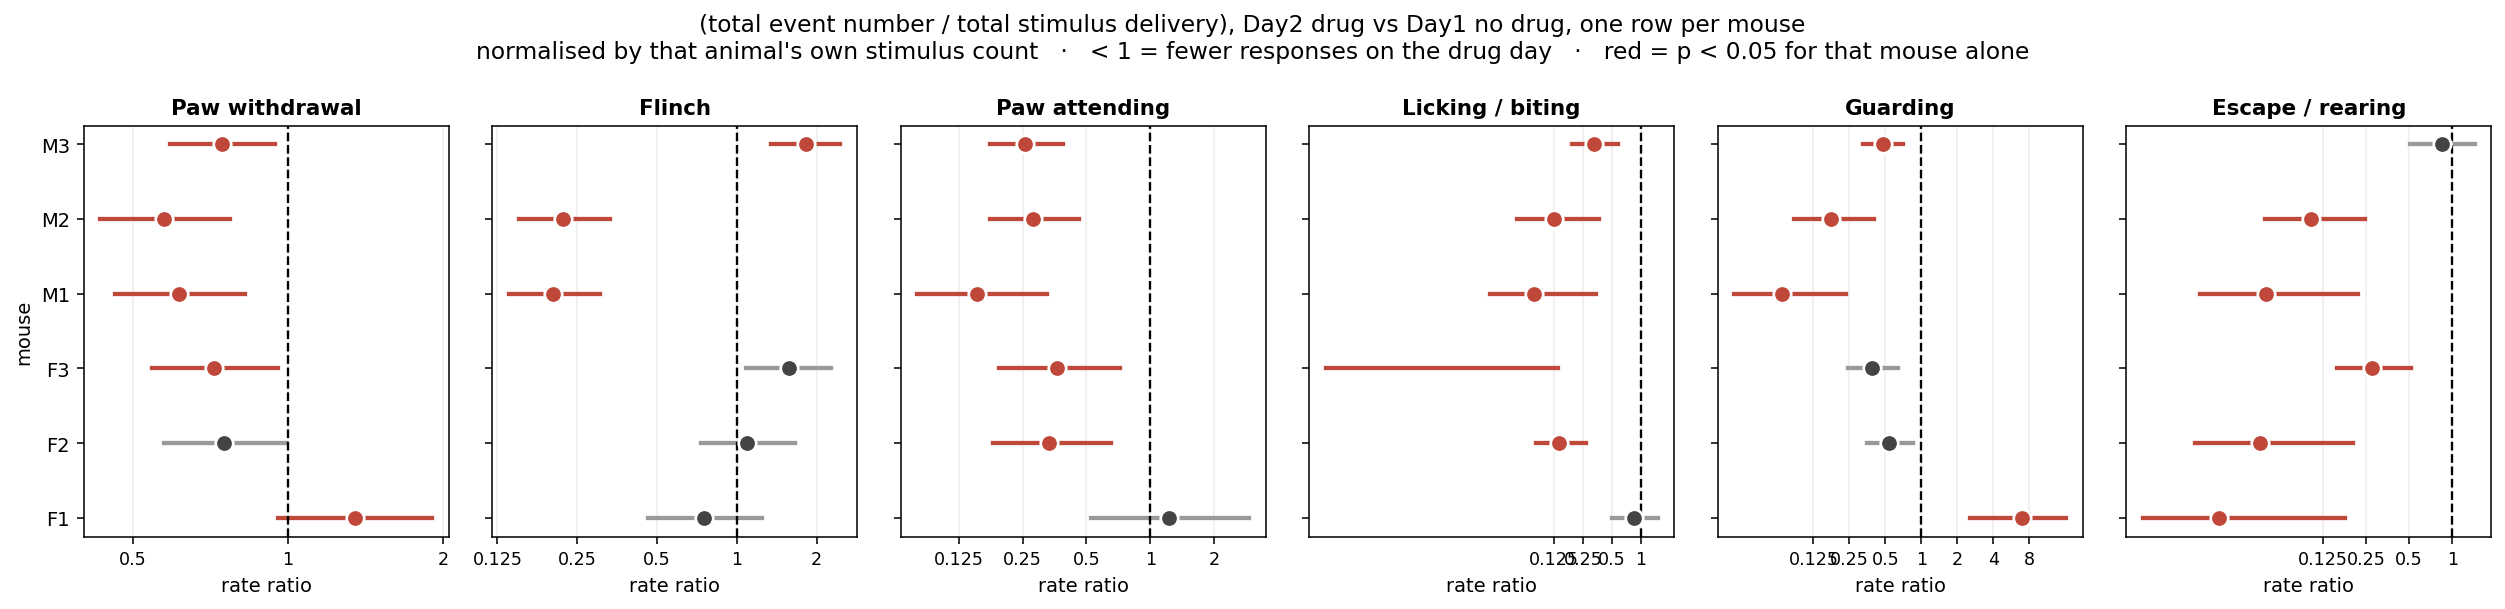 (total event number / total stimulus delivery), Day2 drug vs Day1 no drug, one row per mouse
normalised by that animal's own stimulus count · < 1 = fewer responses on the drug day · red = p < 0.05 for that mouse alone
Paw withdrawal
Flinch
Paw attending
Licking / biting
Guarding
Escape / rearing
mouse
M3
M2
M1
F3
F2
F1
0.5 1 2
0.125 0.25 0.5 1 2
0.125 0.25 0.5 1 2
0.125 0.25 0.5 1
0.125 0.25 0.5 1 2 4 8
0.125 0.25 0.5 1
rate ratio
rate ratio
rate ratio
rate ratio
rate ratio
rate ratio